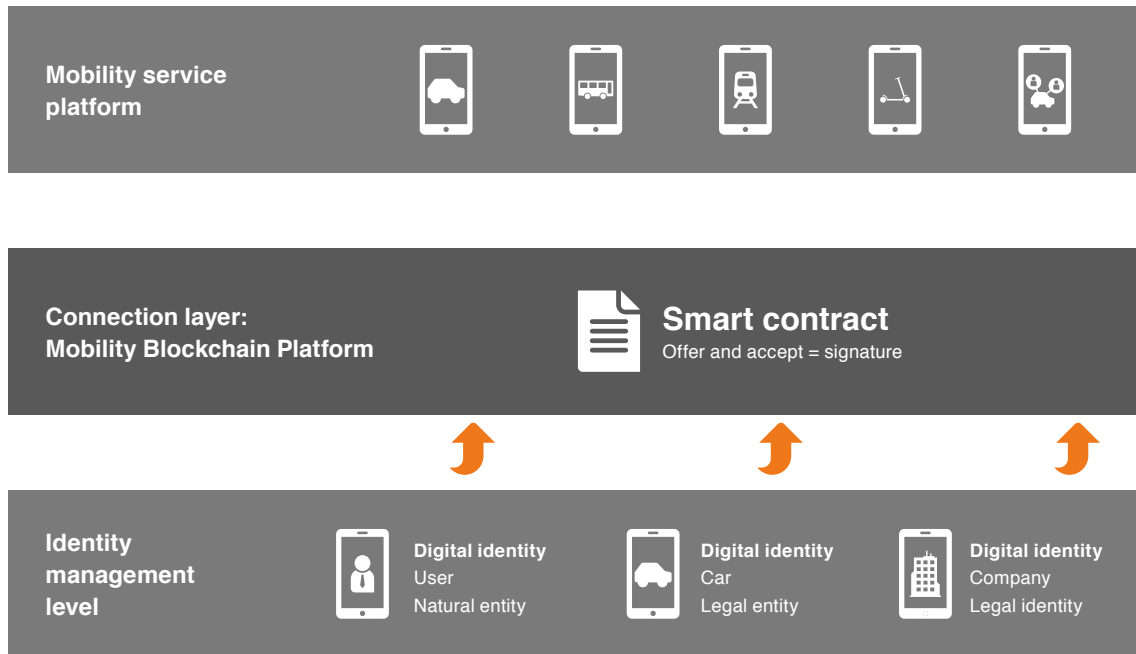 Mobility service
platform
Connection layer:
Mobility Blockchain Platform
Smart contract
Offer and accept = signature
Identity
management
level
Digital identity
User
Natural entity
Digital identity
Car
Legal entity
Digital identity
Company
Legal identity